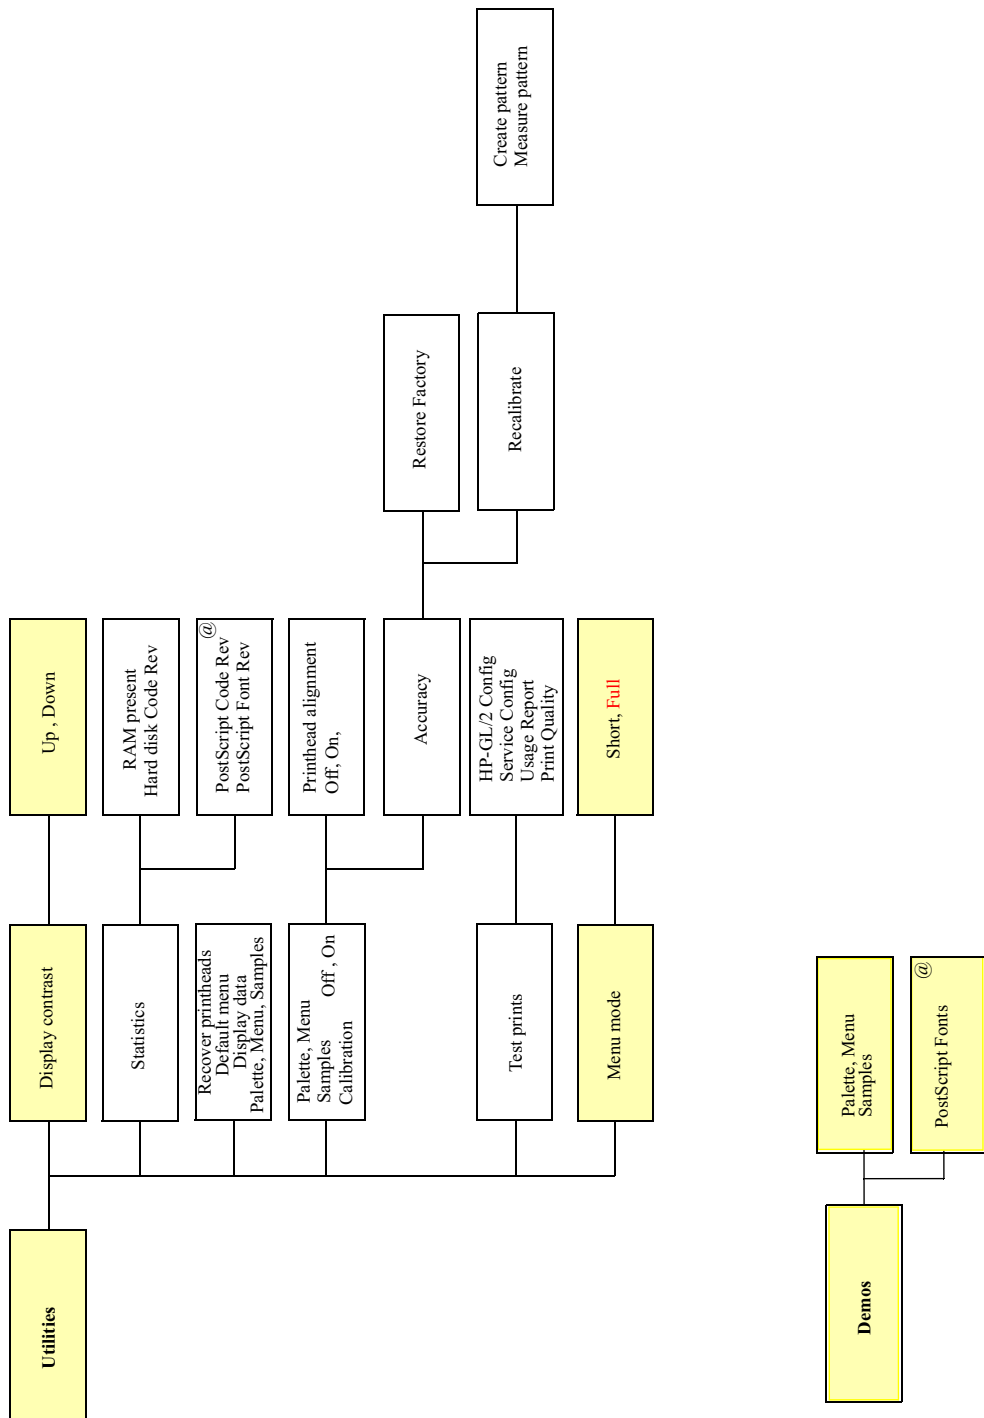 Utilities
Display contrast
Up , Down
Statistics
RAM present
Hard disk Code Rev
@
PostScript Code Rev
PostScript Font Rev
Recover printheads
Default menu
Display data
Palette, Menu, Samples
Palette, Menu
Samples Off , On
Calibration
Printhead alignment
Off, On,
Accuracy
Restore Factory
Recalibrate
Create pattern
Measure pattern
Test prints
HP-GL/2 Config
Service Config
Usage Report
Print Quality
Menu mode
Short, Full
Demos
Palette, Menu
Samples
@
PostScript Fonts